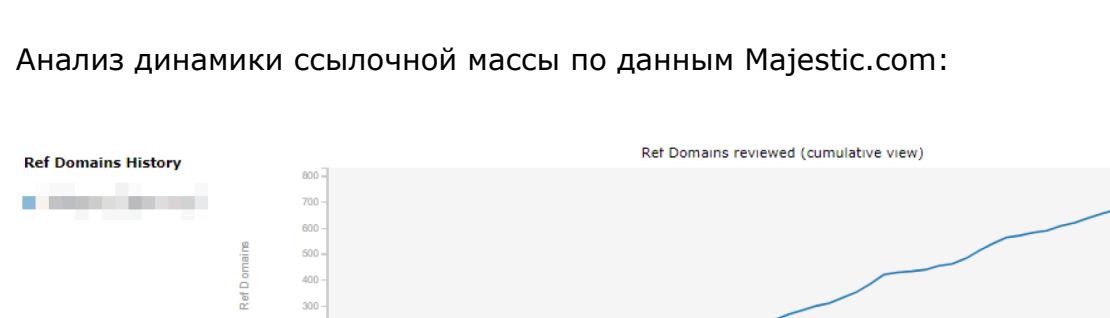 Анализ динамики ссылочной массы по данным Majestic.com:
Ref Domains reviewed (cumulative view)
Ref Domains History
800
700
600
500
400
300
Ref Domains